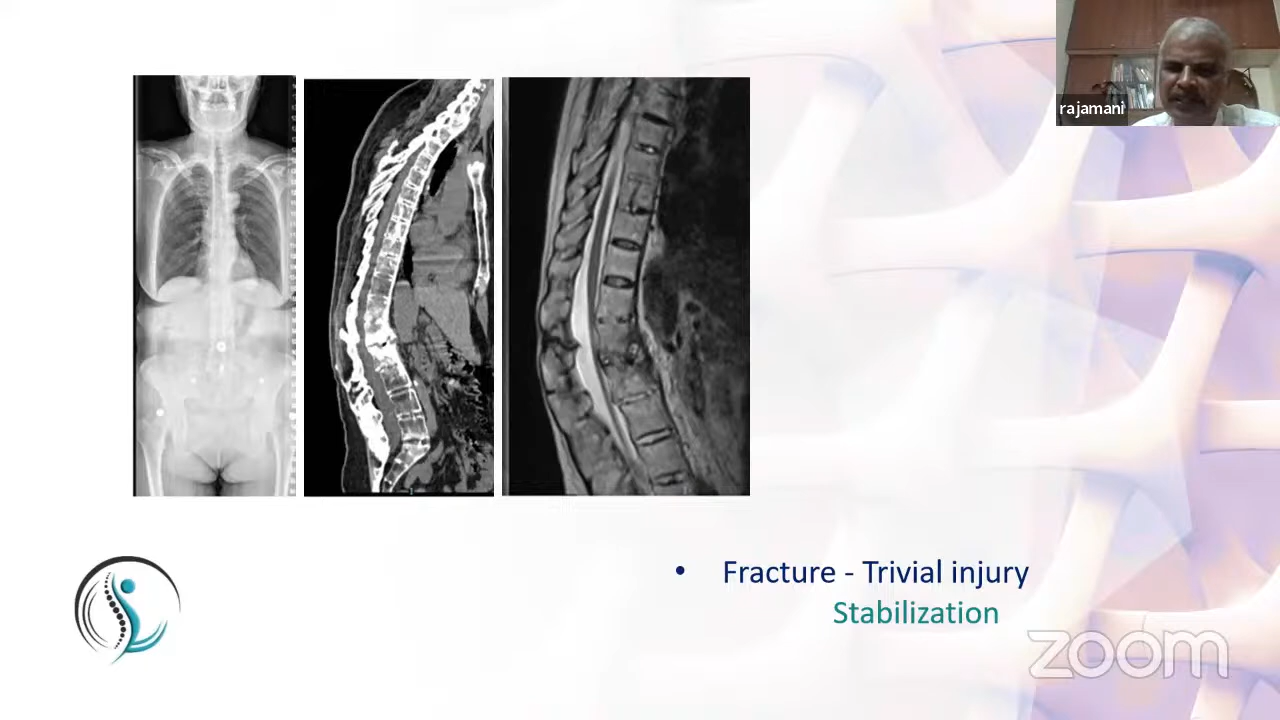 rajamani
• Fracture - Trivial injury
Stabilization
zoom